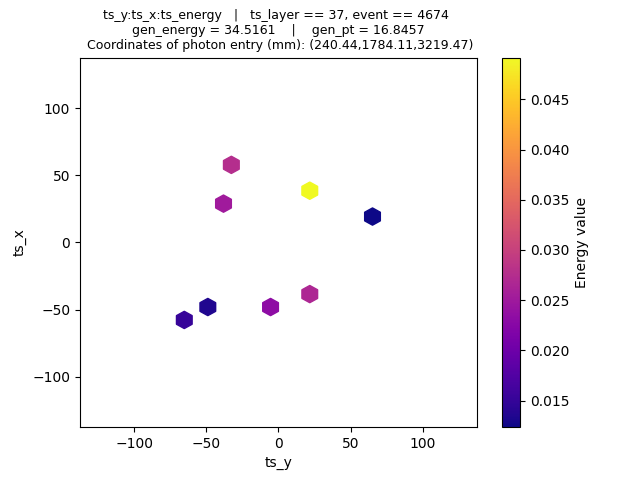 ts_y:ts_x:ts_energy | ts_layer == 37, event == 4674
gen_energy = 34.5161 | gen_pt = 16.8457
Coordinates of photon entry (mm): (240.44,1784.11,3219.47)
100
50
0
−50
−100
ts_x
−100
−50
0
50
100
ts_y
0.045
0.040
0.035
0.030
0.025
0.020
0.015
Energy value